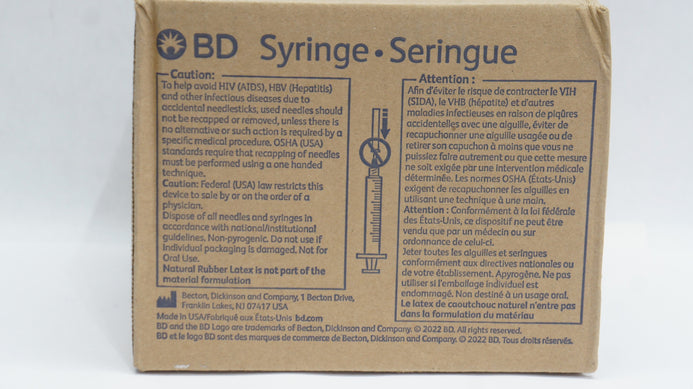 BD Syringe • Seringue
Caution:
To help avoid HIV (AIDS), HBV (Hepatitis)
and other infectious diseases due to
accidental needlesticks, used needles should
not be recapped or removed, unless there is
no alternative or such action is required by a
specific medical procedure. OSHA (USA)
standards require that recapping of needles
must be performed using a one handed
technique.
Caution: Federal (USA) law restricts this
device to sale by or on the order of a
physician.
Dispose of all needles and syringes in
accordance with national/institutional
guidelines. Non-pyrogenic. Do not use if
individual packaging is damaged. Not for
Oral Use.
Natural Rubber Latex is not part of the
material formulation
Attention :
Afin d'éviter le risque de contracter le VIH
(SIDA), le VHB (hépatite) et d'autres
maladies infectieuses en raison de piqûres
accidentelles avec une aiguille, éviter de
recapuchonner une aiguille usagée ou de
retirer son capuchon à moins que vous ne
puissiez faire autrement ou que cette mesure
ne soit exigée par une intervention médicale
déterminée. Les normes OSHA (États-Unis)
exigent de recapuchonner les aiguilles en
utilisant une technique à une main.
Attention : Conformément à la loi fédérale
des États-Unis, ce dispositif ne peut être
vendu que par un médecin ou sur
ordonnance de celui-ci.
Jeter toutes les aiguilles et seringues
conformément aux directives nationales ou
de votre établissement. Apyrogène. Ne pas
utiliser si l'emballage individuel est
endommagé. Non destiné à un usage oral.
Le latex de caoutchouc naturel n'entre pas
dans la formulation du matériau
Becton, Dickinson and Company, 1 Becton Drive,
Franklin Lakes, NJ 07417 USA
Made in USA/Fabriqué aux États-Unis bd.com
BD and the BD Logo are trademarks of Becton, Dickinson and Company. © 2022 BD. All rights reserved.
BD et le logo BD sont des marques de commerce de Becton, Dickinson and Company. © 2022 BD. Tous droits réservés.